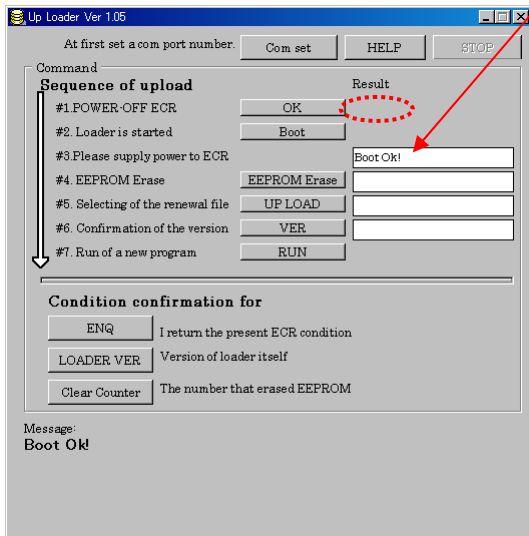 Up Loader Ver 1.05
At first set a com port number. Com set HELP STOP
Command
Sequence of upload Result
#1.POWER-OFF ECR OK
#2. Loader is started Boot
#3.Please supply power to ECR Boot Ok!
#4. EEPROM Erase EEPROM Erase
#5. Selecting of the renewal file UP LOAD
#6. Confirmation of the version VER
#7. Run of a new program RUN
Condition confirmation for
ENQ I return the present ECR condition
LOADER VER Version of loader itself
Clear Counter The number that erased EEPROM
Message:
Boot Ok!